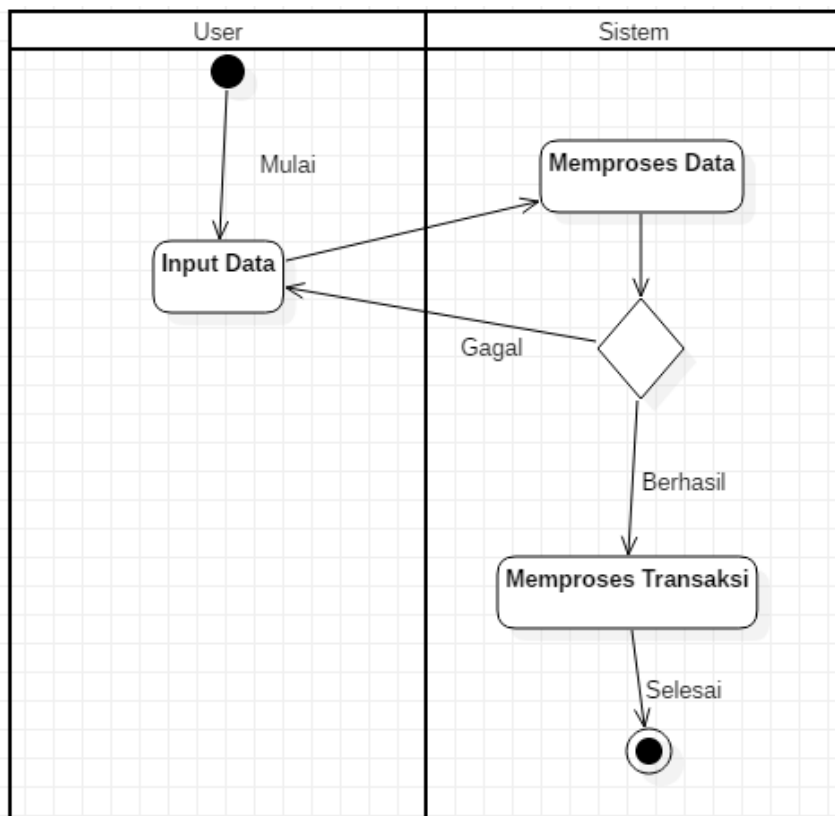 User
Sistem
Mulai
Memproses Data
Input Data
Gagal
Berhasil
Memproses Transaksi
Selesai